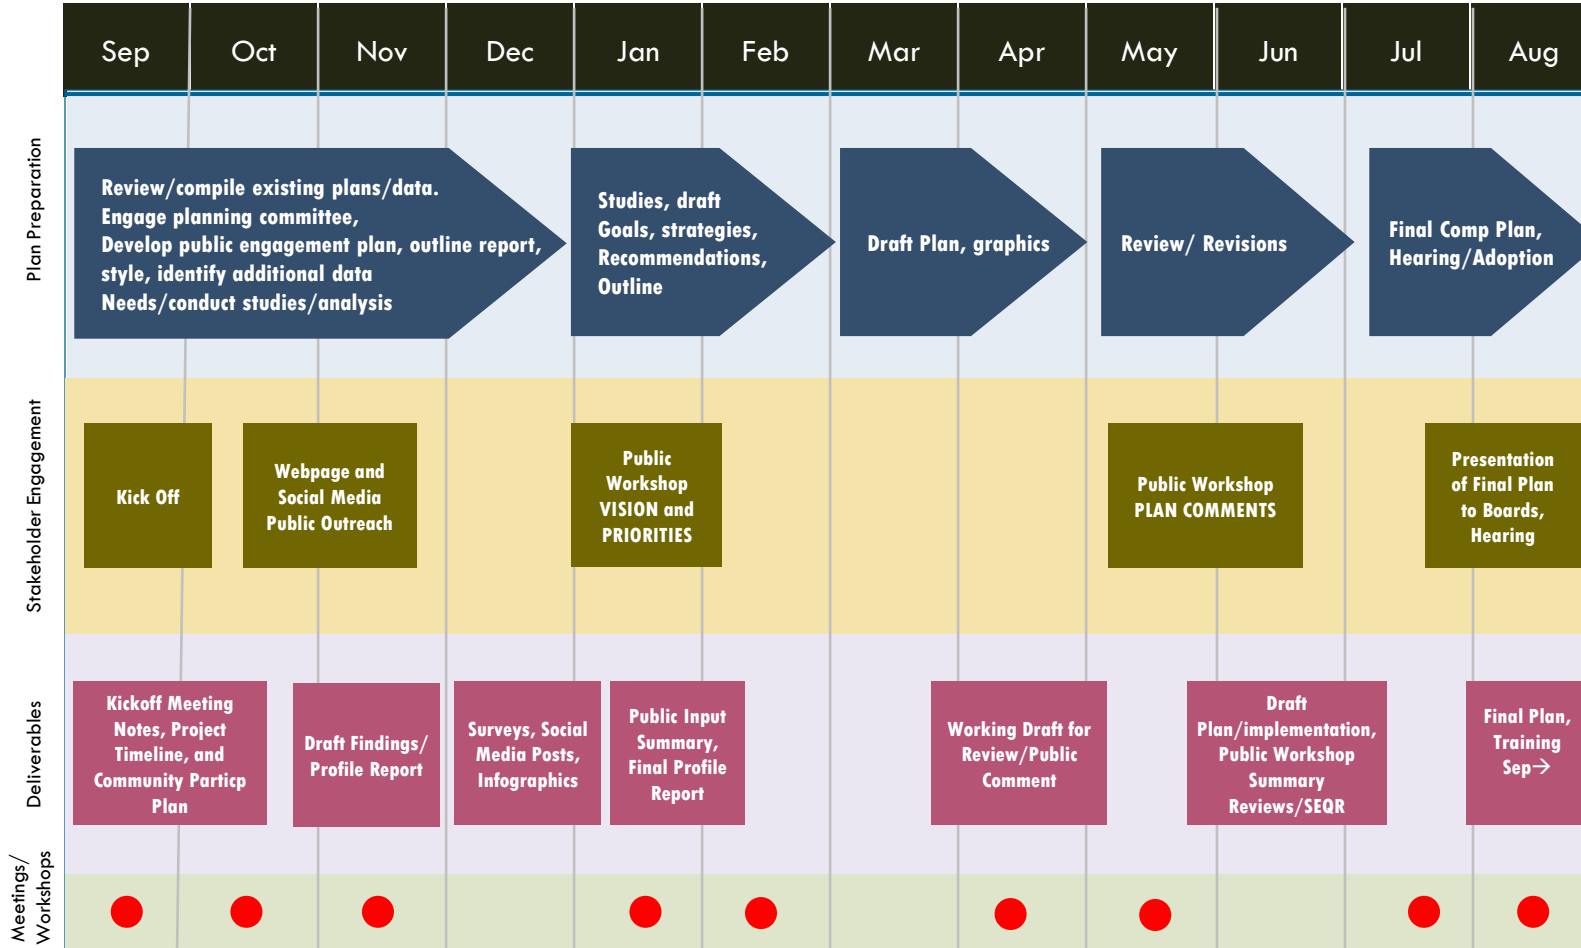 Sep Oct Nov Dec Jan Feb Mar Apr May Jun Jul Aug
Plan Preparation
Review/compile existing plans/data.
Engage planning committee,
Develop public engagement plan, outline report,
style, identify additional data
Needs/conduct studies/analysis
Studies, draft
Goals, strategies,
Recommendations,
Outline
Draft Plan, graphics
Review/ Revisions
Final Comp Plan,
Hearing/Adoption
Stakeholder Engagement
Kick Off
Webpage and
Social Media
Public Outreach
Public
Workshop
VISION and
PRIORITIES
Public Workshop
PLAN COMMENTS
Presentation
of Final Plan
to Boards,
Hearing
Deliverables
Kickoff Meeting
Notes, Project
Timeline, and
Community Particp
Plan
Draft Findings/
Profile Report
Surveys, Social
Media Posts,
Infographics
Public Input
Summary,
Final Profile
Report
Working Draft for
Review/Public
Comment
Draft
Plan/implementation,
Public Workshop
Summary
Reviews/SEQR
Final Plan,
Training
Sep→
Meetings/
Workshops